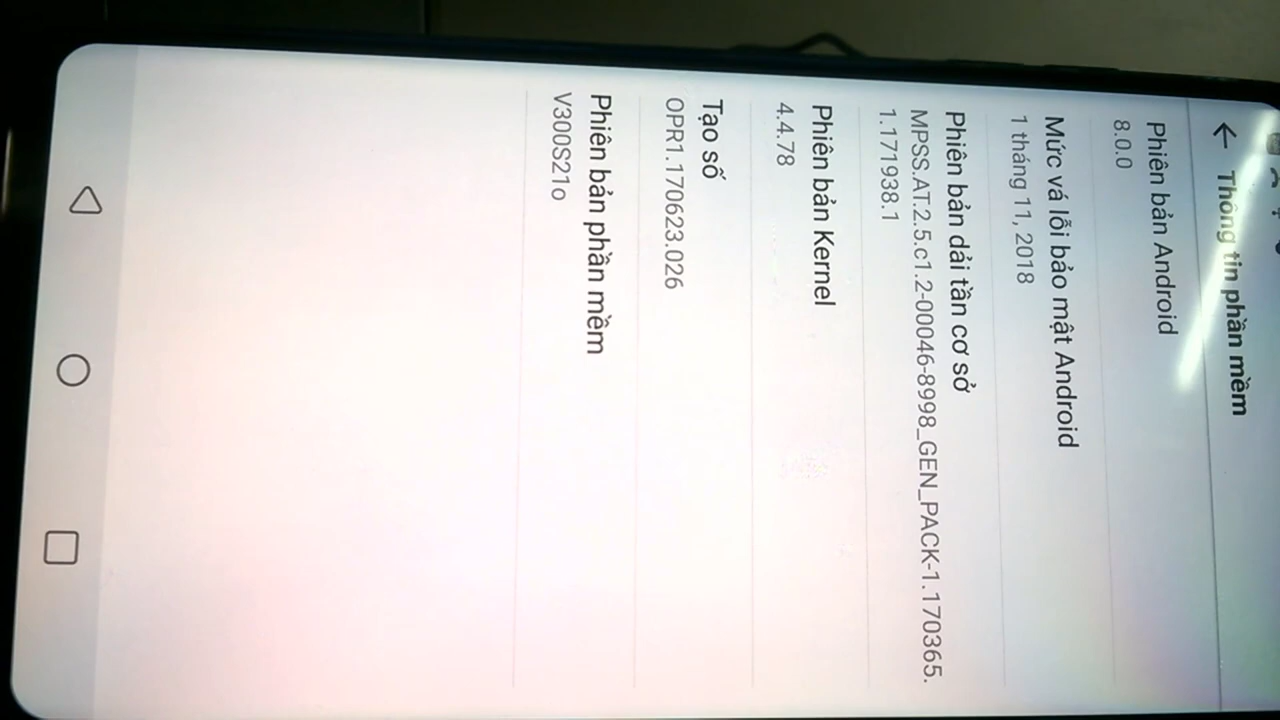 Thông tin phần mềm
Phiên bản Android
8.0.0
Mức vá lỗi bảo mật Android
1 tháng 11, 2018
Phiên bản dải tần cơ sở
MPSS.AT.2.5.c1.2-00046-8998_GEN_PACK-1.170365.
1.171938.1
Phiên bản Kernel
4.4.78
Tạo số
OPR1.170623.026
Phiên bản phần mềm
V300S21o